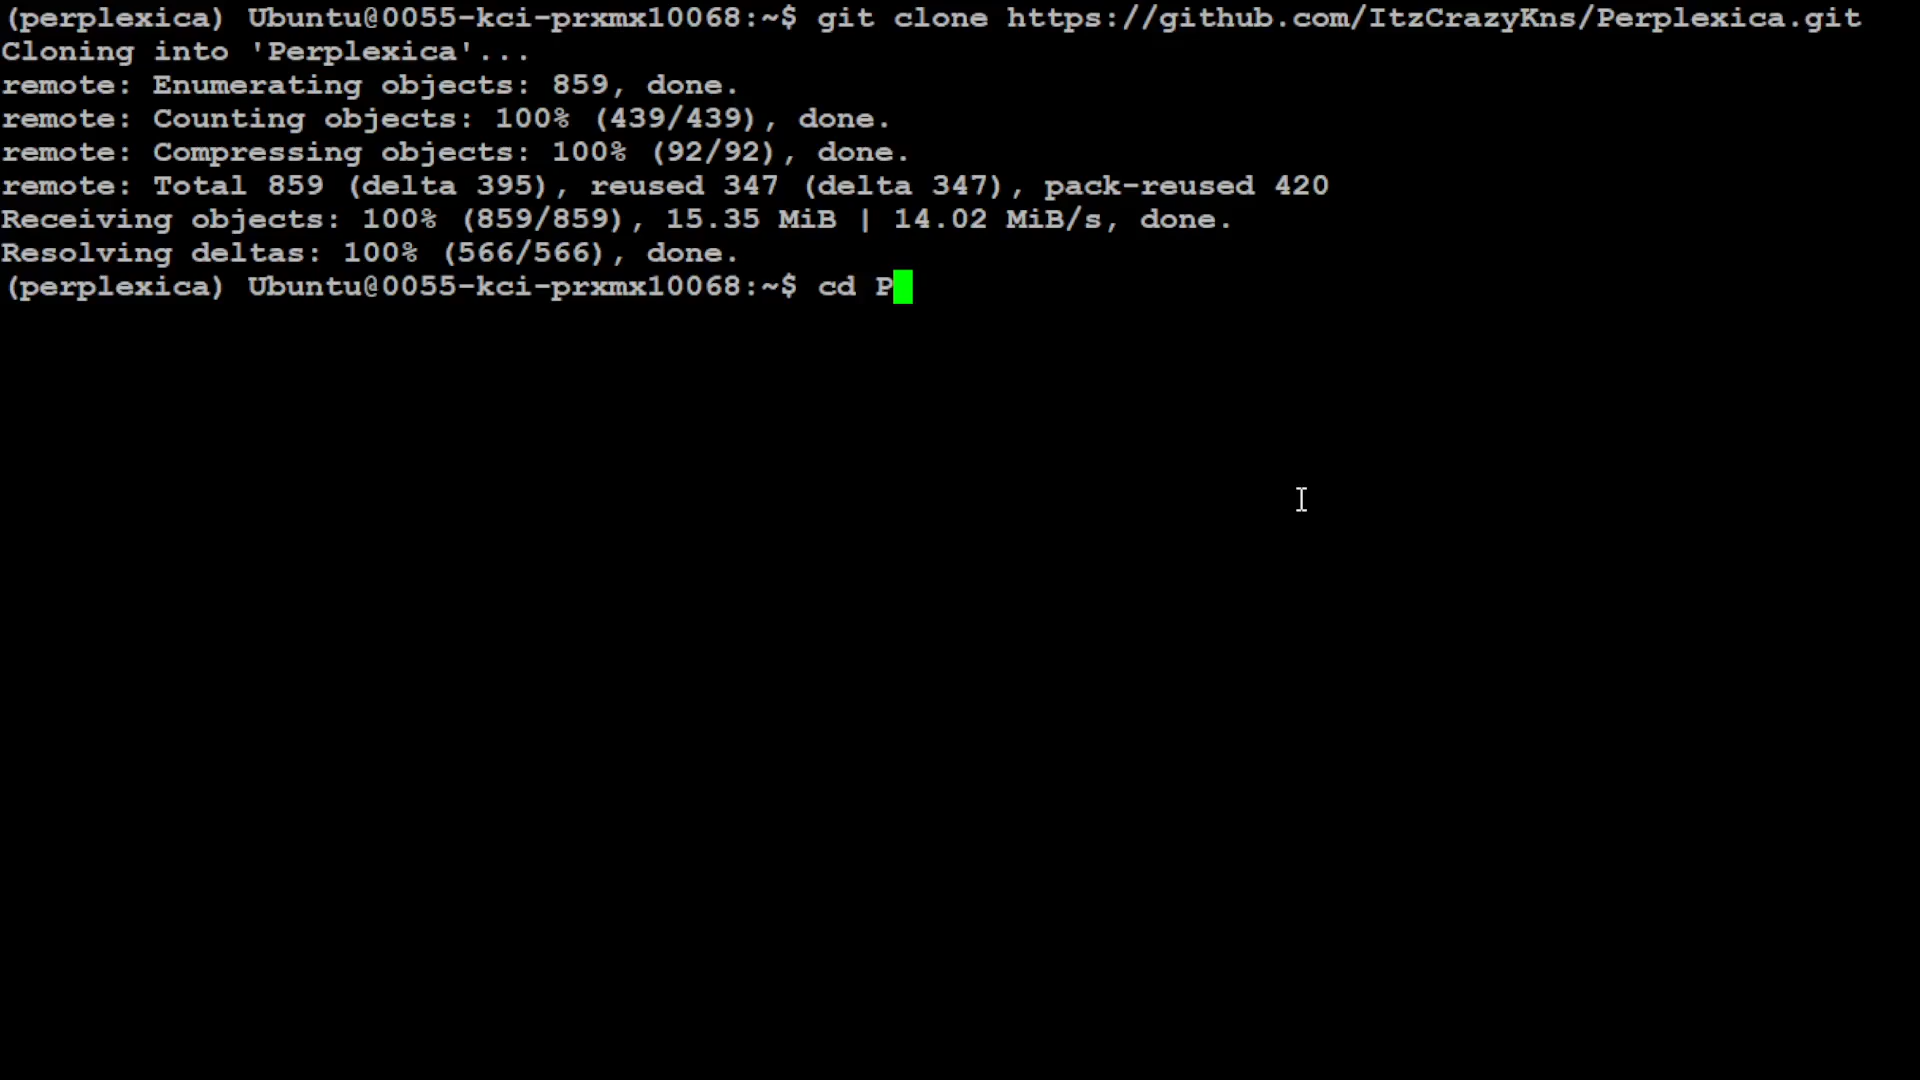 (perplexica) Ubuntu@0055-kci-prxmx10068:~$ git clone https://github.com/ItzCrazyKns/Perplexica.git
Cloning into 'Perplexica'...
remote: Enumerating objects: 859, done.
remote: Counting objects: 100% (439/439), done.
remote: Compressing objects: 100% (92/92), done.
remote: Total 859 (delta 395), reused 347 (delta 347), pack-reused 420
Receiving objects: 100% (859/859), 15.35 MiB | 14.02 MiB/s, done.
Resolving deltas: 100% (566/566), done.
(perplexica) Ubuntu@0055-kci-prxmx10068:~$ cd P